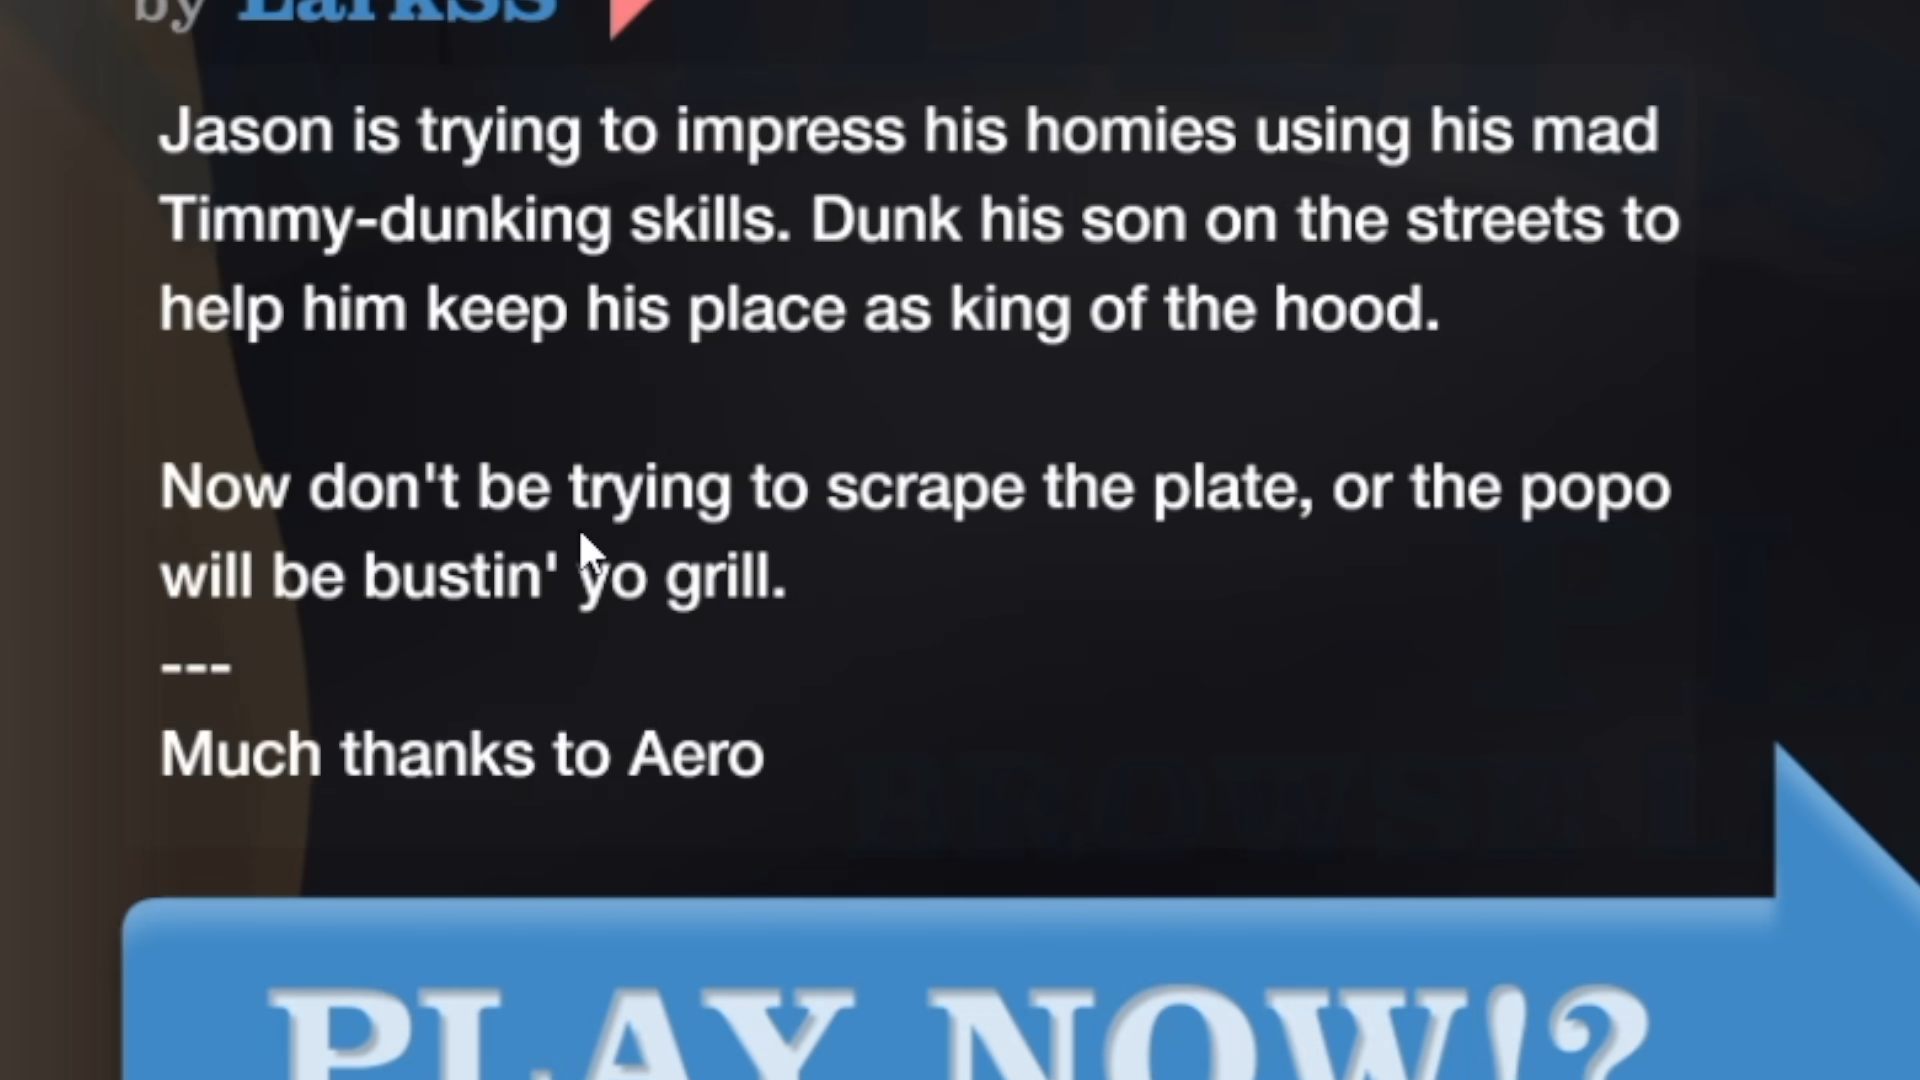 by LarkSS
Jason is trying to impress his homies using his mad
Timmy-dunking skills. Dunk his son on the streets to
help him keep his place as king of the hood.
Now don't be trying to scrape the plate, or the popo
will be bustin' yo grill.
---
Much thanks to Aero
PLAY NOW!?